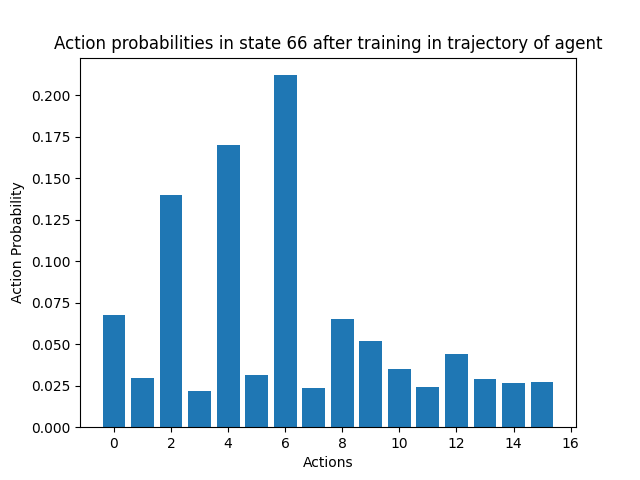 Action probabilities in state 66 after training in trajectory of agent
0.200
0.175
0.150
0.125
0.100
0.075
0.050
0.025
0.000
Action Probability
0 2 4 6 8 10 12 14 16
Actions